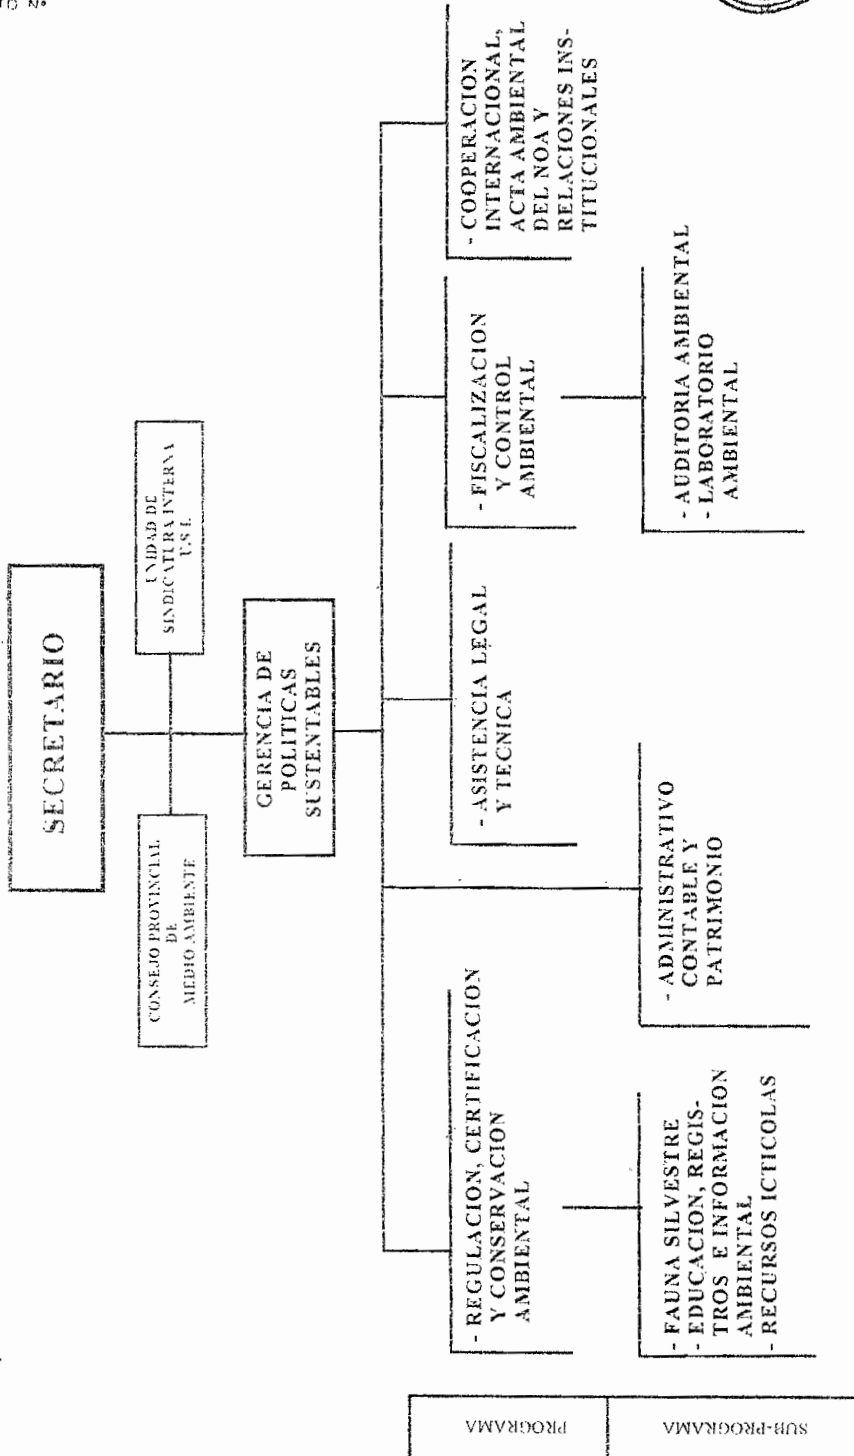 SECRETARIO
CONSEJO PROVINCIAL
DE
MEDIO AMBIENTE
UNIDAD DE
SINDICATURA INTERNA
U.S.I.
GERENCIA DE
POLITICAS
SUSTENTABLES
PROGRAMA
- REGULACION, CERTIFICACION
Y CONSERVACION
AMBIENTAL
- ASISTENCIA LEGAL
Y TECNICA
- FISCALIZACION
Y CONTROL
AMBIENTAL
- COOPERACION
INTERNACIONAL,
ACTA AMBIENTAL
DEL NOA Y
RELACIONES INS-
TITUCIONALES
SUB-PROGRAMA
- FAUNA SILVESTRE
- EDUCACION, REGIS-
TROS E INFORMACION
AMBIENTAL
- RECURSOS ICTICOLAS
- ADMINISTRATIVO
CONTABLE Y
PATRIMONIO
- AUDITORIA AMBIENTAL
- LABORATORIO
AMBIENTAL